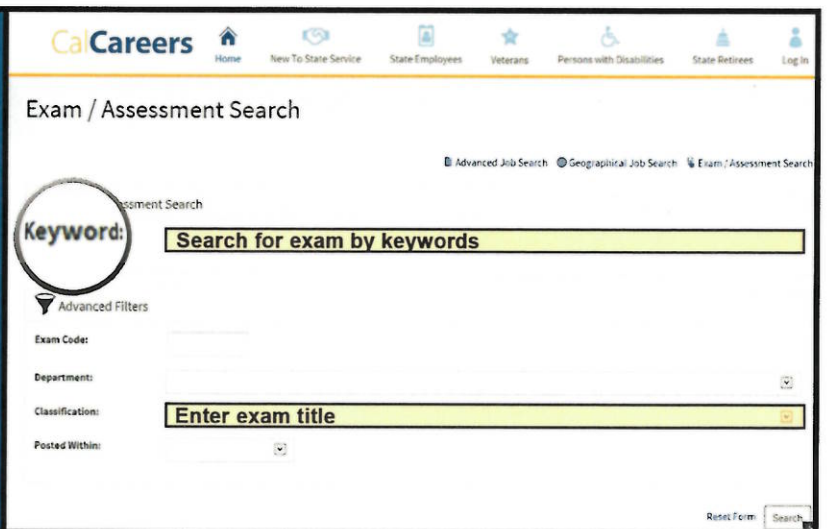 CalCareers
Home New To State Service State Employees Veterans Persons with Disabilities State Retirees Log In
Exam / Assessment Search
Advanced Job Search Geographical Job Search Exam / Assessment Search
ssment Search
Keyword: Search for exam by keywords
Advanced Filters
Exam Code:
Department:
Classification: Enter exam title
Posted Within:
Reset Form Search